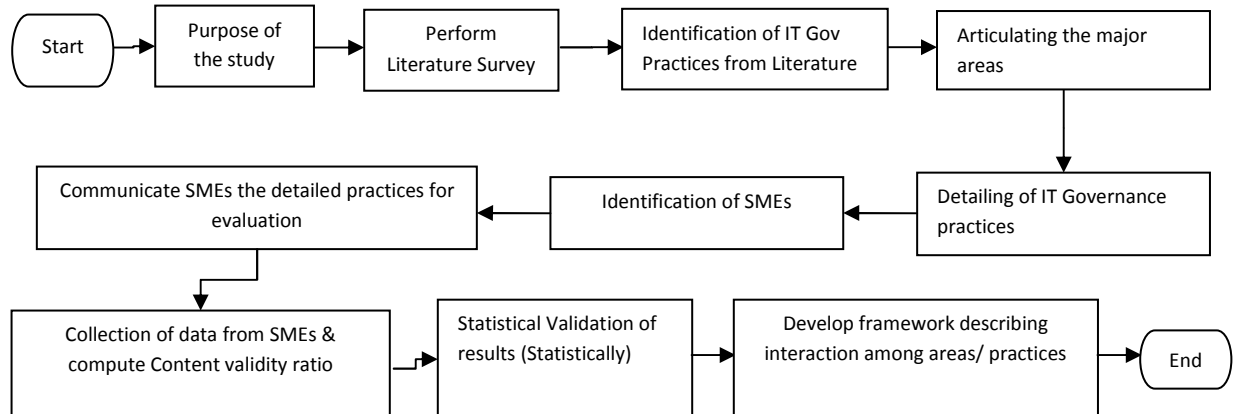 Start
Purpose of
the study
Perform
Literature Survey
Identification of IT Gov
Practices from Literature
Articulating the major
areas
Detailing of IT Governance
practices
Identification of SMEs
Communicate SMEs the detailed practices for
evaluation
Collection of data from SMEs &
compute Content validity ratio
Statistical Validation of
results (Statistically)
Develop framework describing
interaction among areas/ practices
End